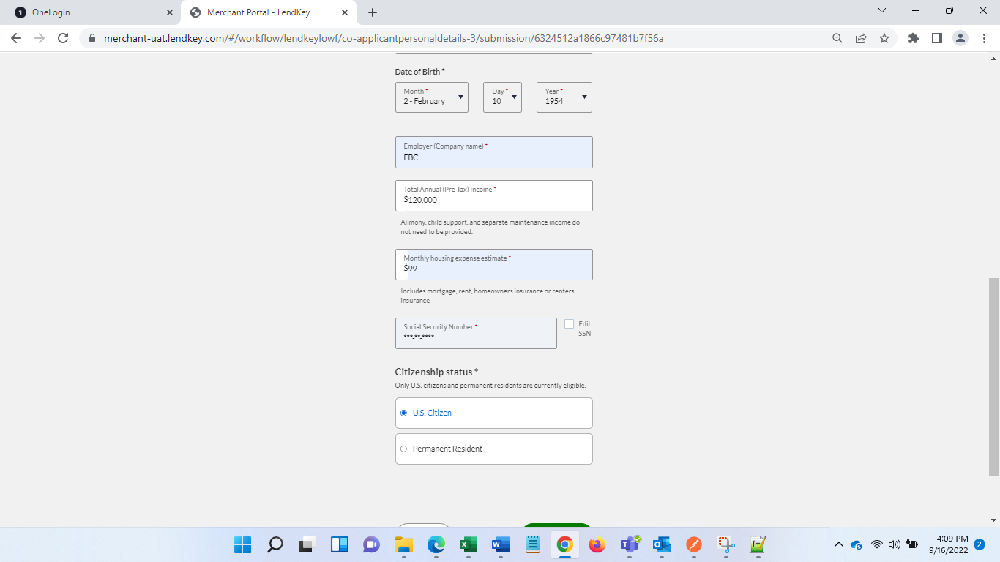 OneLogin
Merchant Portal - LendKey
merchant-uat.lendkey.com/#/workflow/lendkeylowf/co-applicantpersonaldetails-3/submission/6324512a1866c97481b7f56a
Date of Birth *
Month * Day * Year *
2 - February 10 1954
Employer (Company name) *
FBC
Total Annual (Pre-Tax) Income *
$120,000
Alimony, child support, and separate maintenance income do
not need to be provided.
Monthly housing expense estimate *
$99
Includes mortgage, rent, homeowners insurance or renters
insurance
Social Security Number *
***-**-****
Edit
SSN
Citizenship status *
Only U.S. citizens and permanent residents are currently eligible.
U.S. Citizen
Permanent Resident
4:09 PM
9/16/2022
2